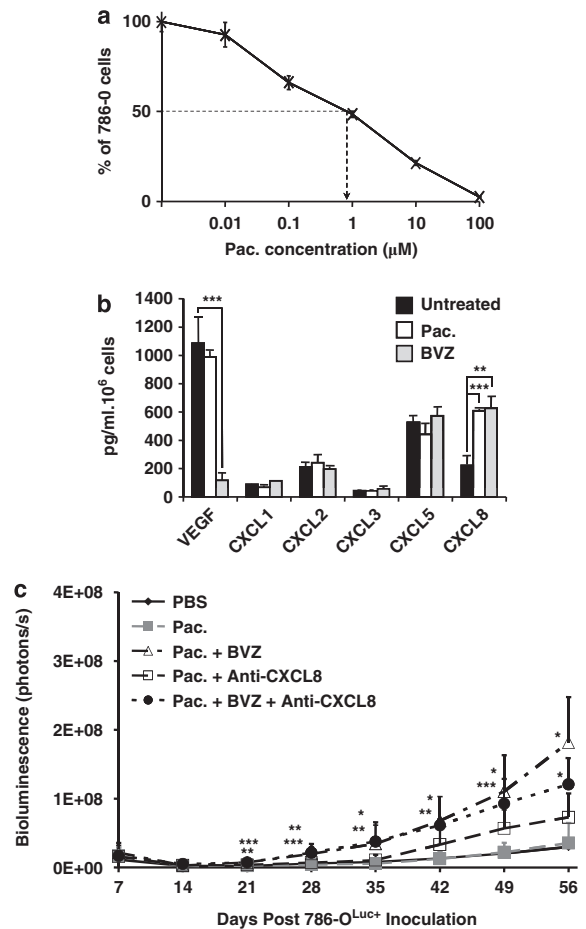 a
100
50
0
% of 786-0 cells
0.01 0.1 1 10 100
Pac. concentration (μM)
b
1400
1200
1000
800
600
400
200
0
pg/ml.10⁶ cells
***
**
***
Untreated
Pac.
BVZ
VEGF CXCL1 CXCL2 CXCL3 CXCL5 CXCL8
c
4E+08
3E+08
2E+08
1E+08
0E+00
Bioluminescence (photons/s)
PBS
Pac.
Pac. + BVZ
Pac. + Anti-CXCL8
Pac. + BVZ + Anti-CXCL8
***
**
**
***
*
**
*
**
*
***
*
*
7 14 21 28 35 42 49 56
Days Post 786-O^Luc+ Inoculation